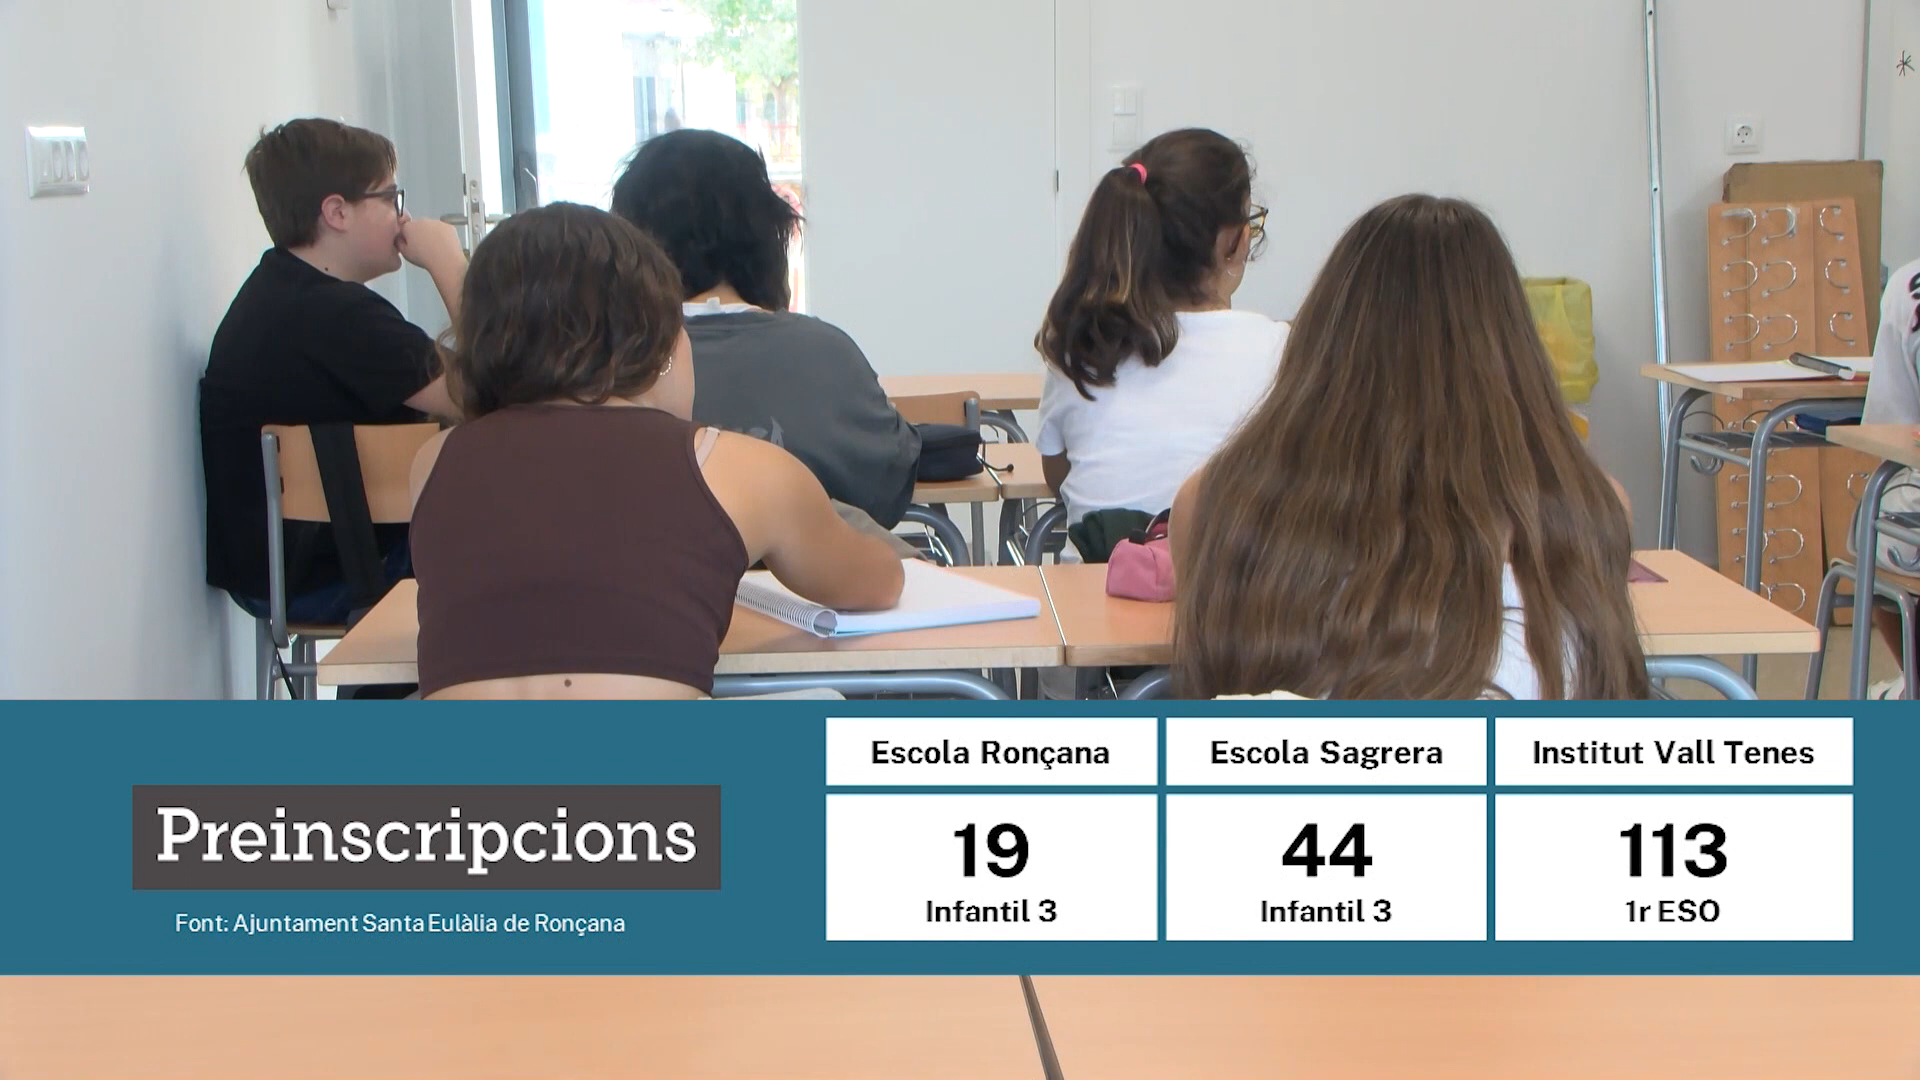 Preinscripcions
Font: Ajuntament Santa Eulàlia de Ronçana
Escola Ronçana
19
Infantil 3
Escola Sagrera
44
Infantil 3
Institut Vall Tenes
113
1r ESO